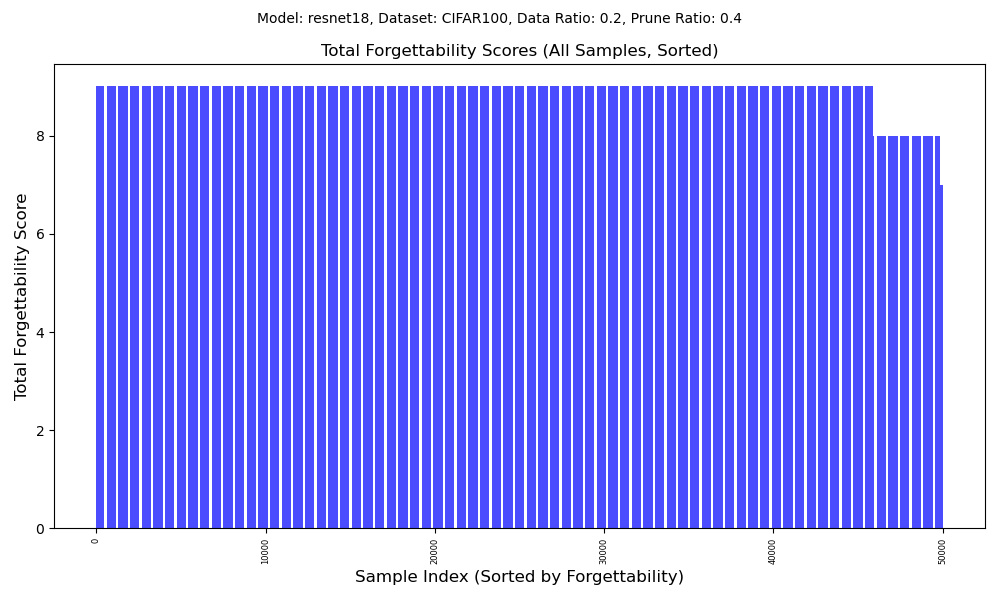 Model: resnet18, Dataset: CIFAR100, Data Ratio: 0.2, Prune Ratio: 0.4
Total Forgettability Scores (All Samples, Sorted)
Total Forgettability Score
8
6
4
2
0
0
10000
20000
30000
40000
50000
Sample Index (Sorted by Forgettability)